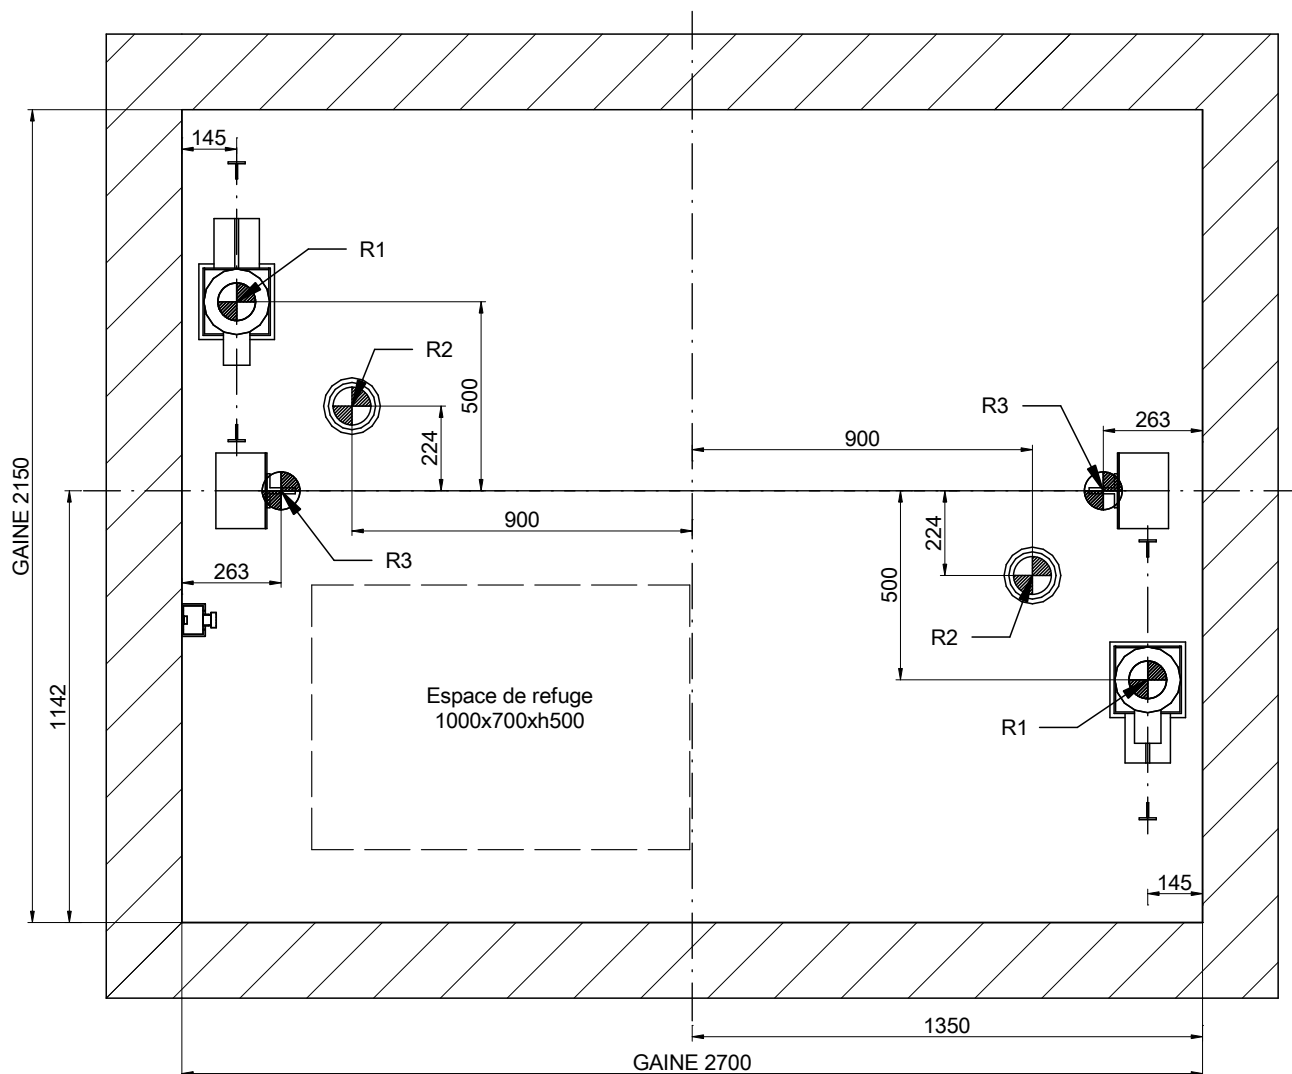 145
R1
R2
500
224
R3
263
900
GAINE 2150
900
224
R3
263
500
R2
1142
Espace de refuge
1000x700xh500
R1
145
1350
GAINE 2700